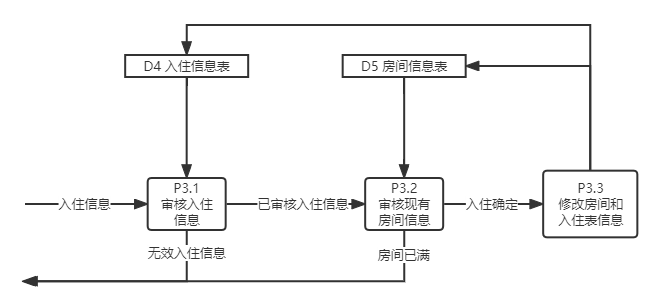 D4 入住信息表
D5 房间信息表
入住信息
P3.1
审核入住
信息
已审核入住信息
P3.2
审核现有
房间信息
入住确定
P3.3
修改房间和
入住表信息
无效入住信息
房间已满